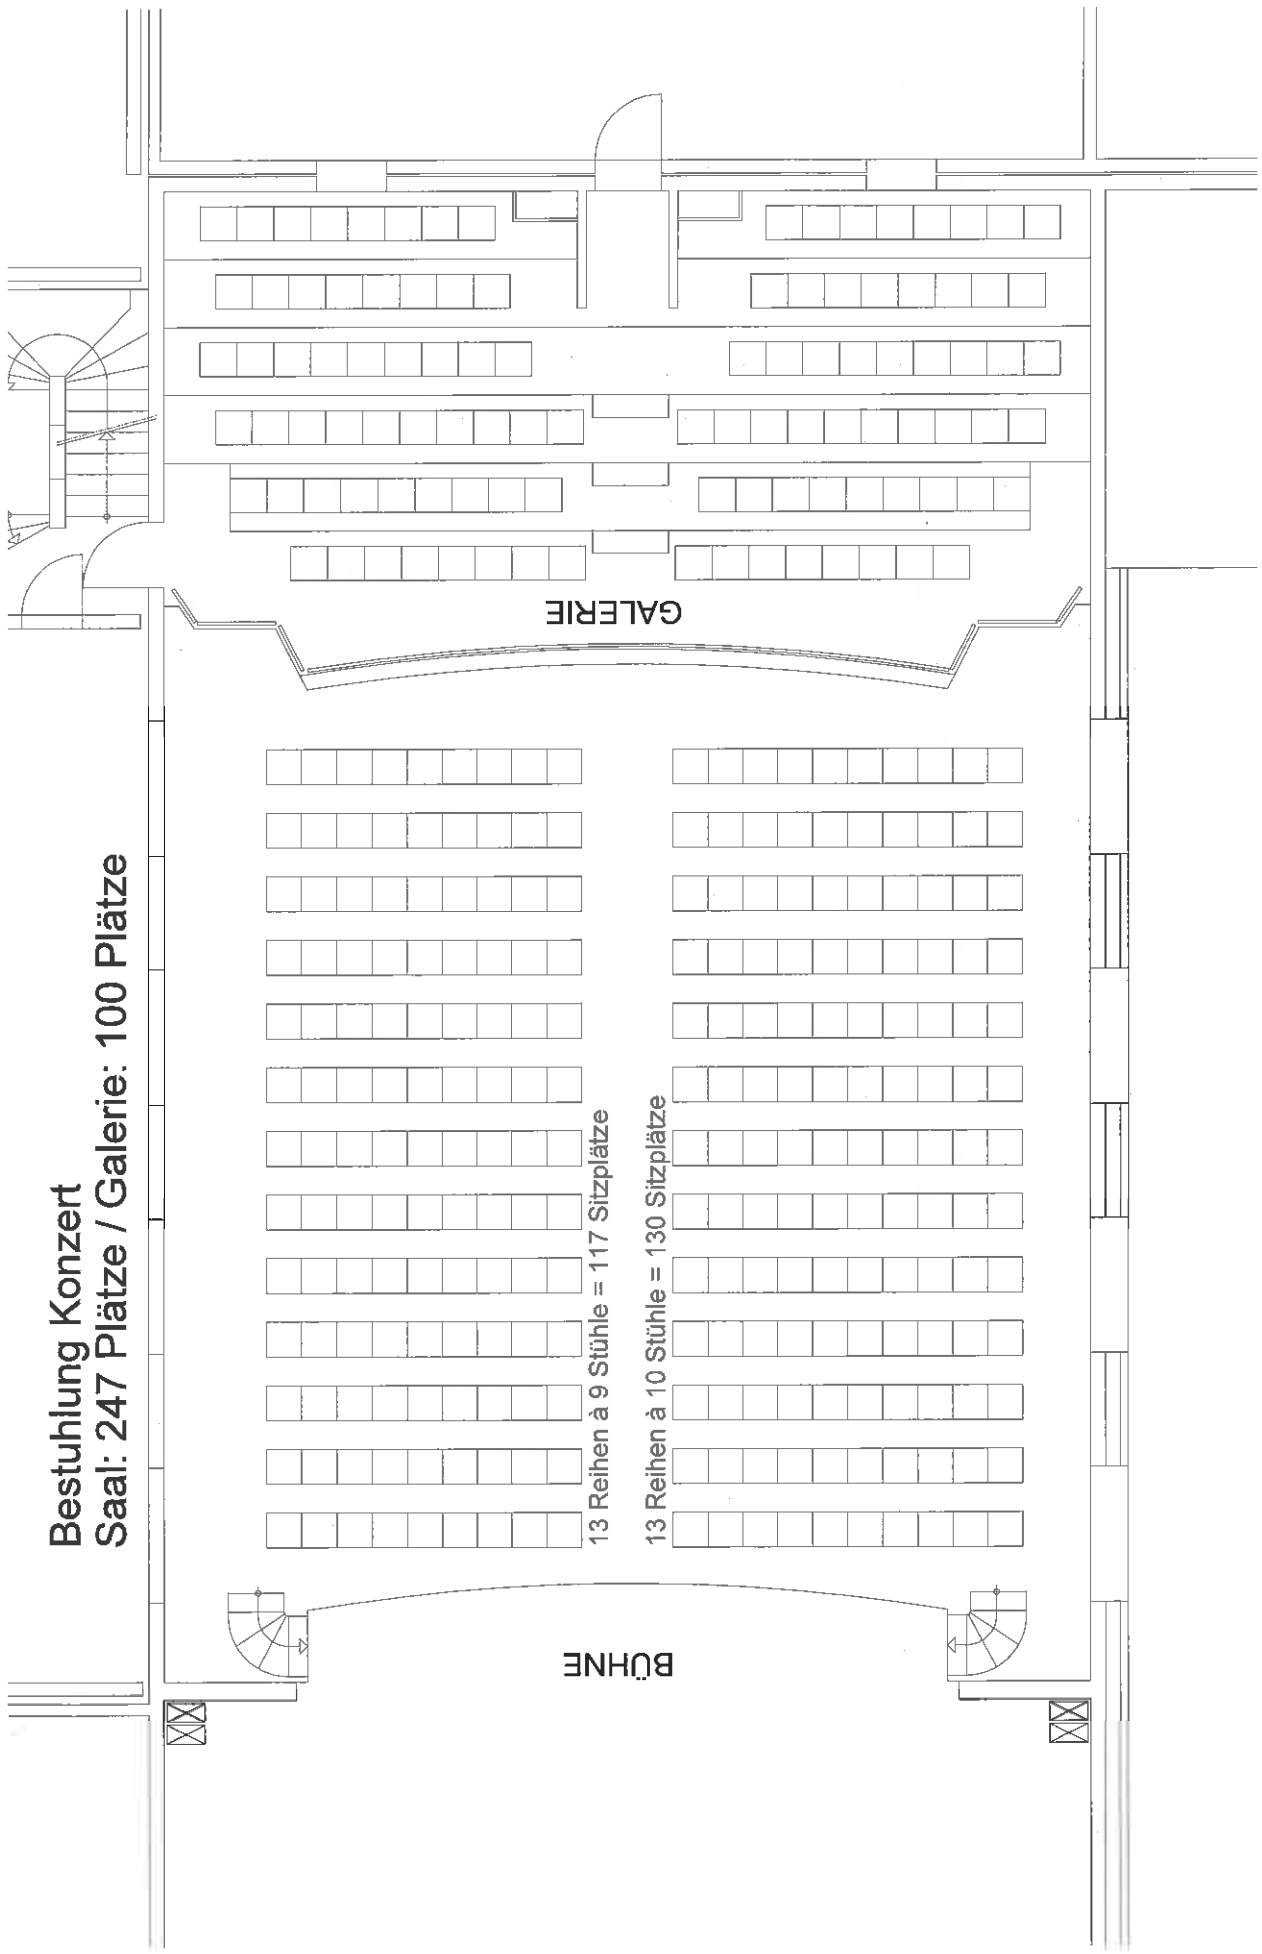 Bestuhlung Konzert
Saal: 247 Plätze / Galerie: 100 Plätze
GALERIE
13 Reihen à 9 Stühle = 117 Sitzplätze
13 Reihen à 10 Stühle = 130 Sitzplätze
BÜHNE